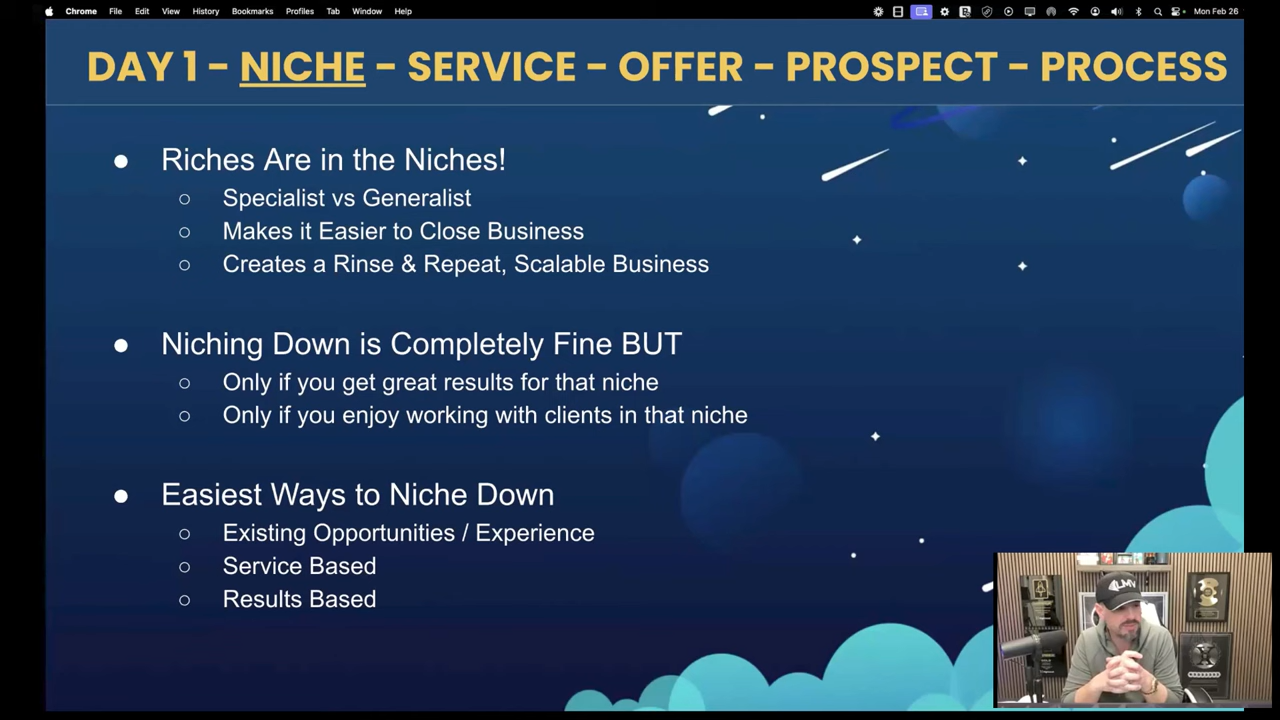 Chrome File Edit View History Bookmarks Profiles Tab Window Help Mon Feb 26
DAY 1 - NICHE - SERVICE - OFFER - PROSPECT - PROCESS
● Riches Are in the Niches!
○ Specialist vs Generalist
○ Makes it Easier to Close Business
○ Creates a Rinse & Repeat, Scalable Business
● Niching Down is Completely Fine BUT
○ Only if you get great results for that niche
○ Only if you enjoy working with clients in that niche
● Easiest Ways to Niche Down
○ Existing Opportunities / Experience
○ Service Based
○ Results Based
LMV